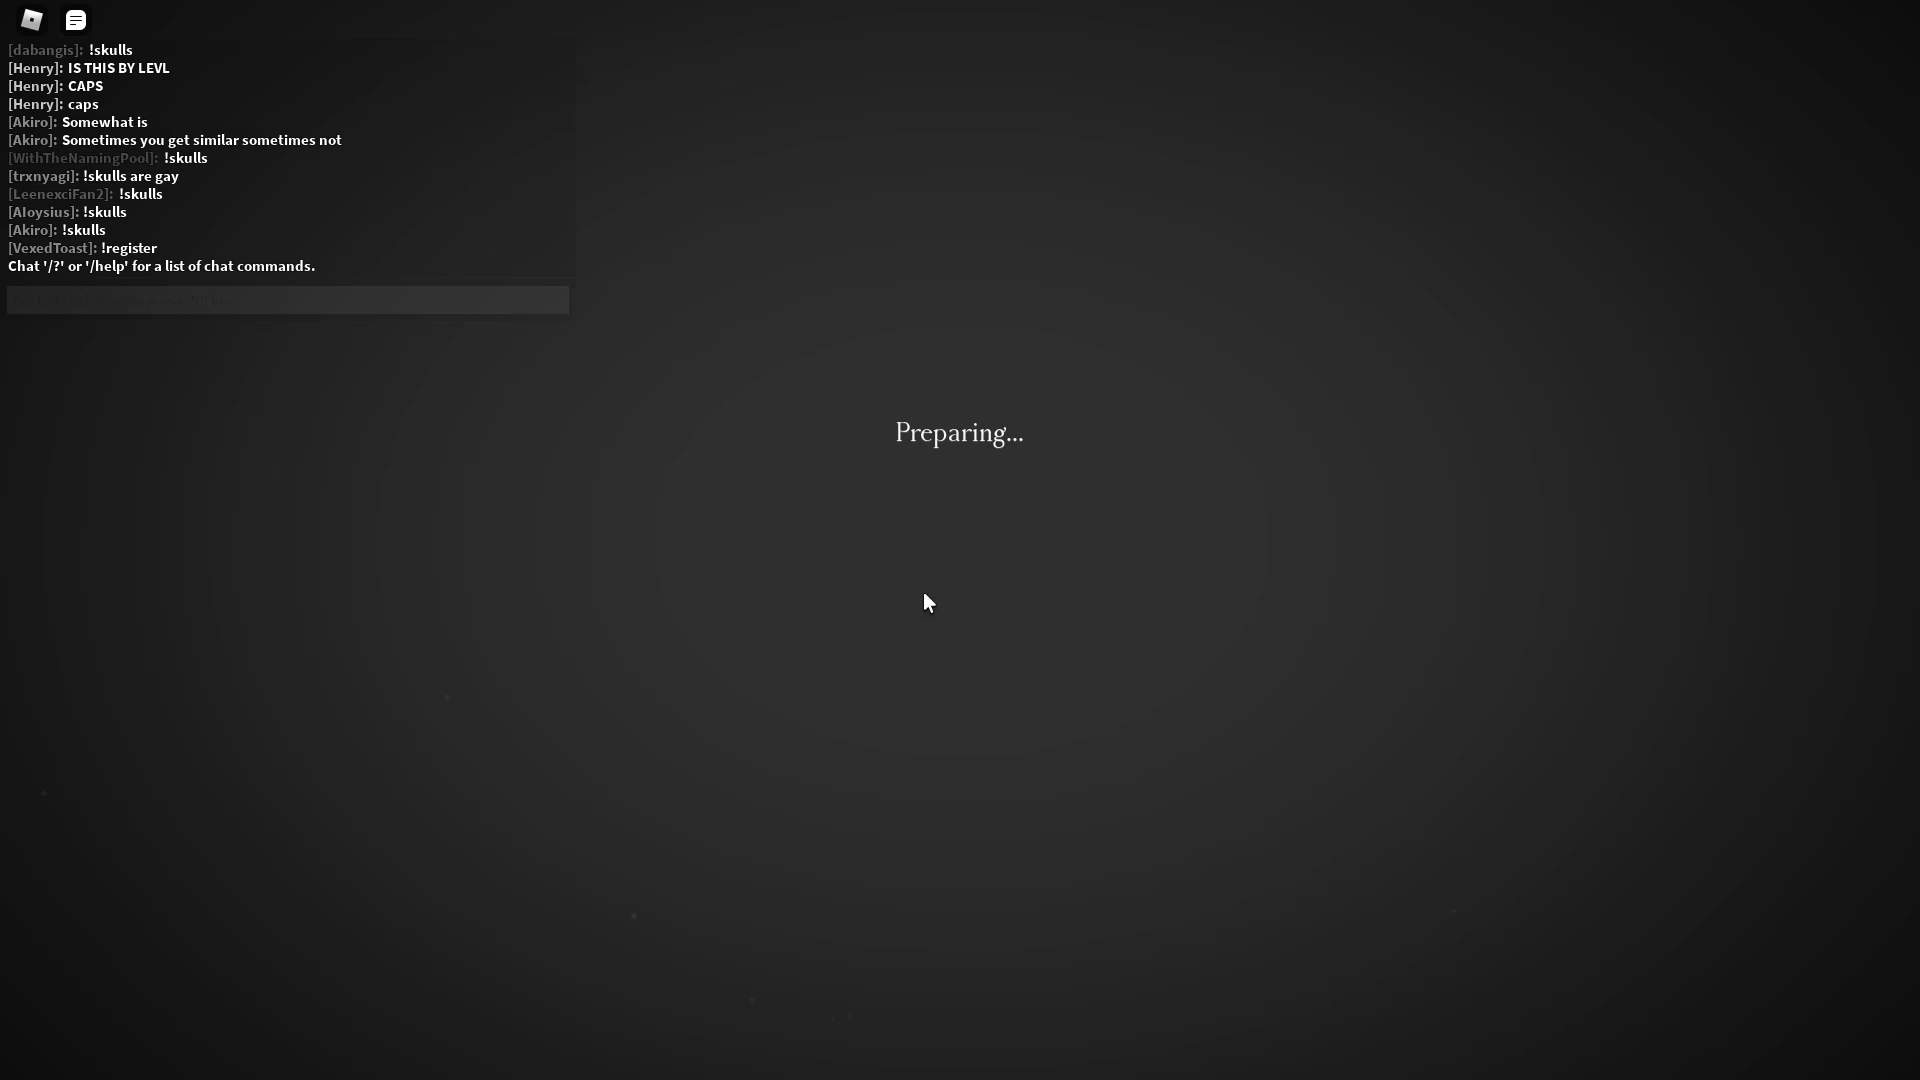 [dabangis]: !skulls
[Henry]: IS THIS BY LEVL
[Henry]: CAPS
[Henry]: caps
[Akiro]: Somewhat is
[Akiro]: Sometimes you get similar sometimes not
[WithTheNamingPool]: !skulls
[trxnyagi]: !skulls are gay
[LeenexciFan2]: !skulls
[AIoysius]: !skulls
[Akiro]: !skulls
[VexedToast]: !register
Chat '/?' or '/help' for a list of chat commands.
Preparing...